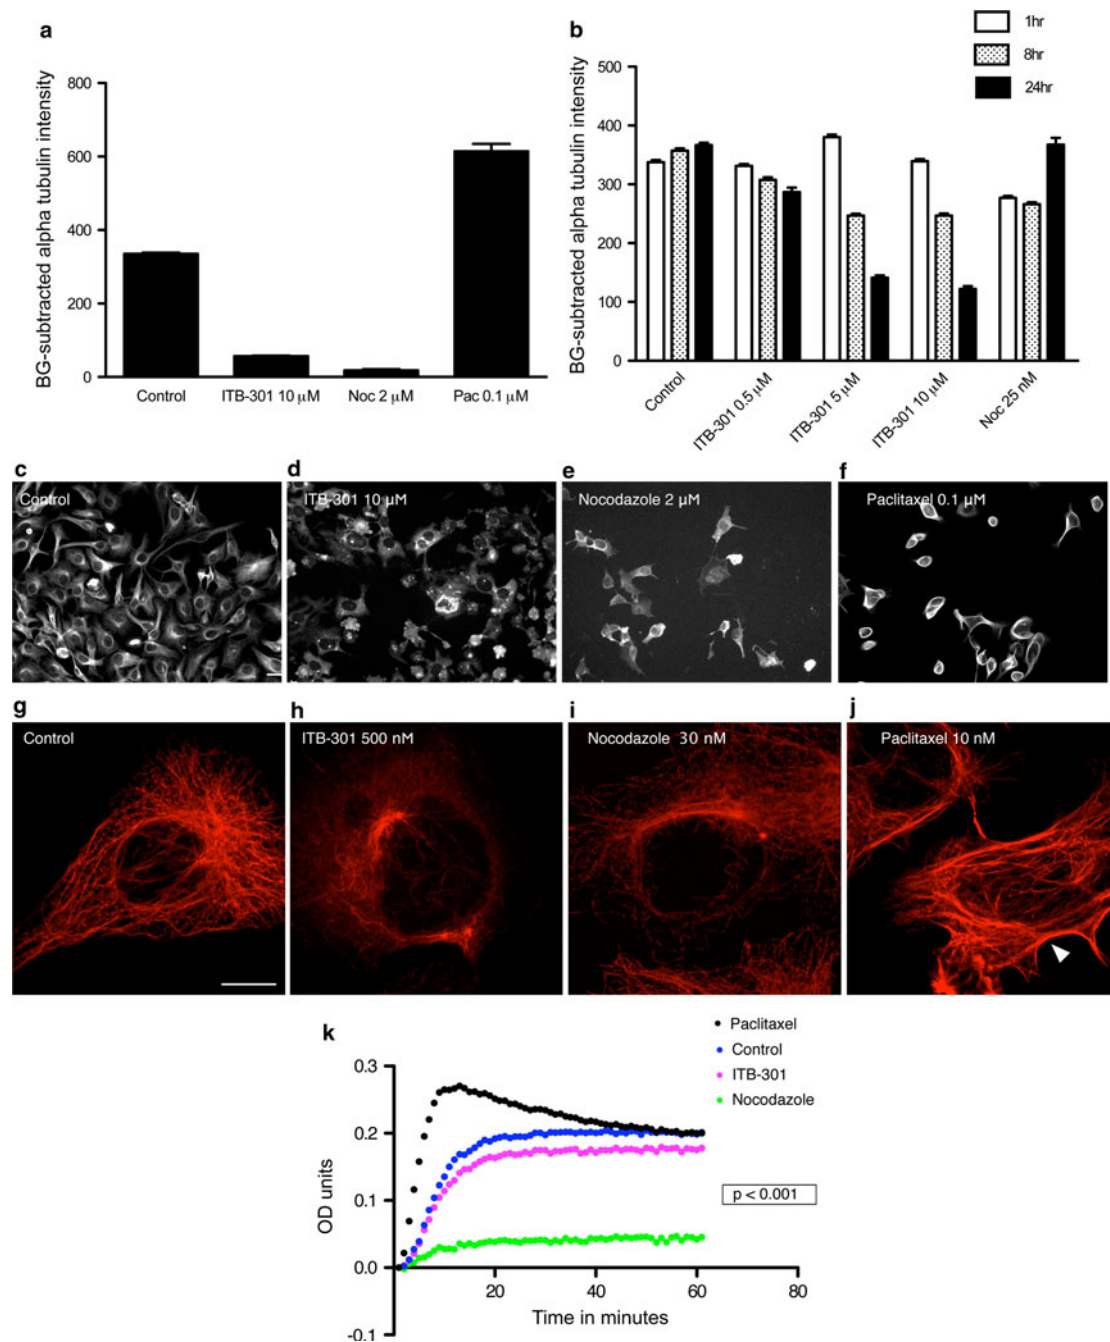 a
BG-subtracted alpha tubulin intensity
800
600
400
200
0
Control
ITB-301 10 μM
Noc 2 μM
Pac 0.1 μM
b
1hr
8hr
24hr
BG-subtracted alpha tubulin intensity
500
400
300
200
100
0
Control
ITB-301 0.5 μM
ITB-301 5 μM
ITB-301 10 μM
Noc 25 nM
c
Control
d
ITB-301 10 μM
e
Nocodazole 2 μM
f
Paclitaxel 0.1 μM
g
Control
h
ITB-301 500 nM
i
Nocodazole 30 nM
j
Paclitaxel 10 nM
k
Paclitaxel
Control
ITB-301
Nocodazole
OD units
0.3
0.2
0.1
0.0
-0.1
20
40
60
80
Time in minutes
p < 0.001